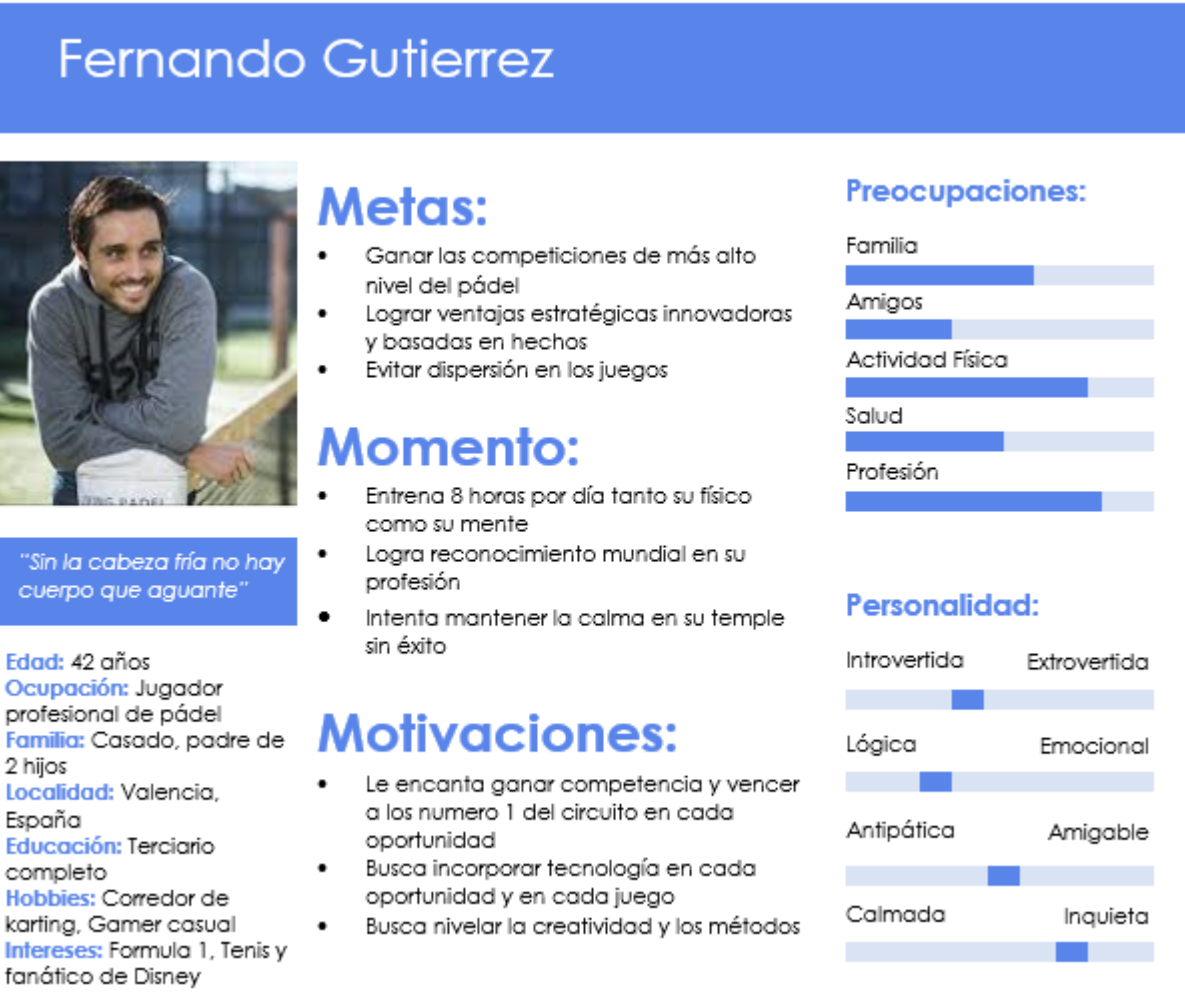 Fernando Gutierrez
"Sin la cabeza fría no hay
cuerpo que aguante"
Edad: 42 años
Ocupación: Jugador
profesional de pádel
Familia: Casado, padre de
2 hijos
Localidad: Valencia,
España
Educación: Terciario
completo
Hobbies: Corredor de
karting, Gamer casual
Intereses: Formula 1, Tenis y
fanático de Disney
Metas:
• Ganar las competiciones de más alto
nivel del pádel
• Lograr ventajas estratégicas innovadoras
y basadas en hechos
• Evitar dispersión en los juegos
Momento:
• Entrena 8 horas por día tanto su físico
como su mente
• Logra reconocimiento mundial en su
profesión
• Intenta mantener la calma en su temple
sin éxito
Motivaciones:
• Le encanta ganar competencia y vencer
a los numero 1 del circuito en cada
oportunidad
• Busca incorporar tecnología en cada
oportunidad y en cada juego
• Busca nivelar la creatividad y los métodos
Preocupaciones:
Familia
Amigos
Actividad Física
Salud
Profesión
Personalidad:
Introvertida Extrovertida
Lógica Emocional
Antipática Amigable
Calmada Inquieta